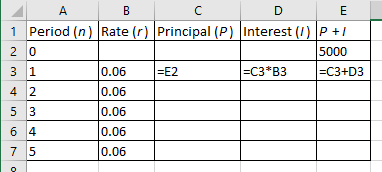 A B C D E
1 Period (n) Rate (r) Principal (P) Interest (I) P + I
2 0 5000
3 1 0.06 =E2 =C3*B3 =C3+D3
4 2 0.06
5 3 0.06
6 4 0.06
7 5 0.06